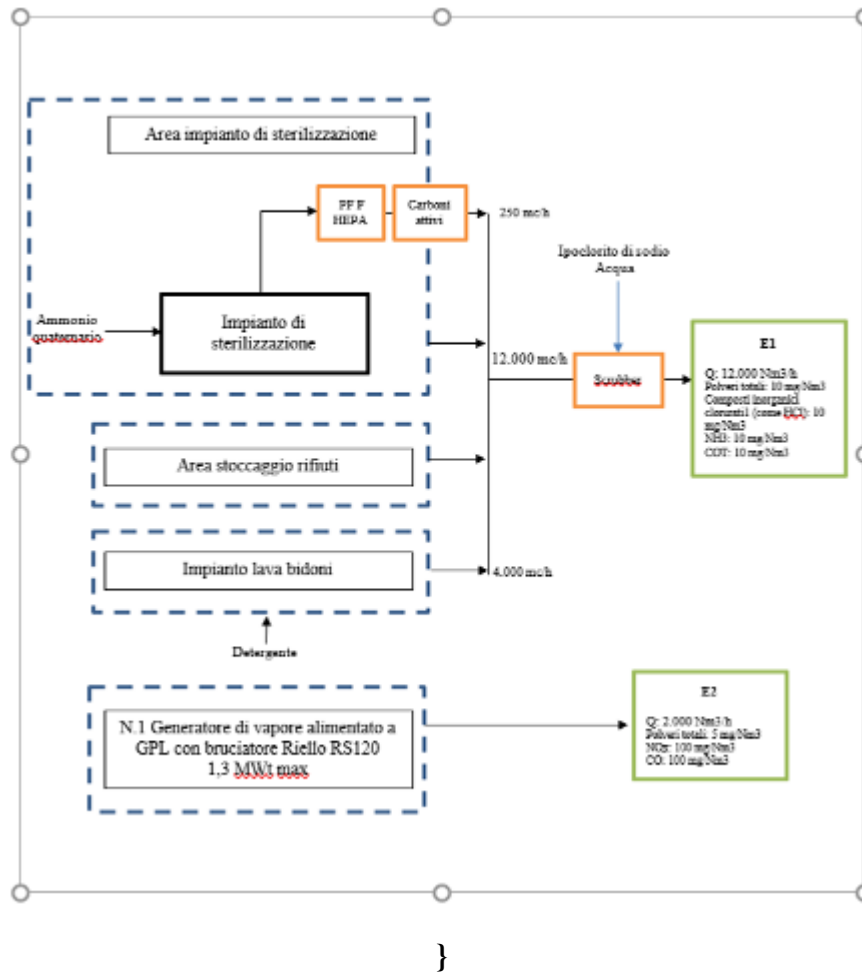 Area impianto di sterilizzazione
HEPA
Carboni
attivi
250 mc/h
Ipoclorito di sodio
Acqua
Ammonio
quaternario
Impianto di
sterilizzazione
12.000 mc/h
Scrubber
E1
Q: 12.000 Nm3/h
Polveri totali: 10 mg/Nm3
Composti inorganici
clorurati (come HCl): 10
mg/Nm3
NH3: 10 mg/Nm3
COT: 10 mg/Nm3
Area stoccaggio rifiuti
Impianto lava bidoni
4.000 mc/h
Detergente
N.1 Generatore di vapore alimentato a
GPL con bruciatore Riello RS120
1,3 MWt max
E2
Q: 2.000 Nm3/h
Polveri totali: 5 mg/Nm3
NOx: 100 mg/Nm3
CO: 100 mg/Nm3
}